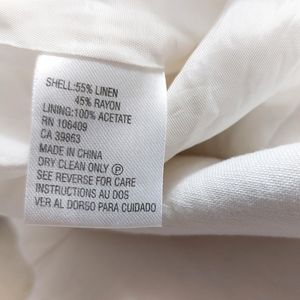 SHELL:55% LINEN
45% RAYON
LINING:100% ACETATE
RN 106409
CA 39863
MADE IN CHINA
DRY CLEAN ONLY Ⓟ
SEE REVERSE FOR CARE
INSTRUCTIONS AU DOS
VER AL DORSO PARA CUIDADO